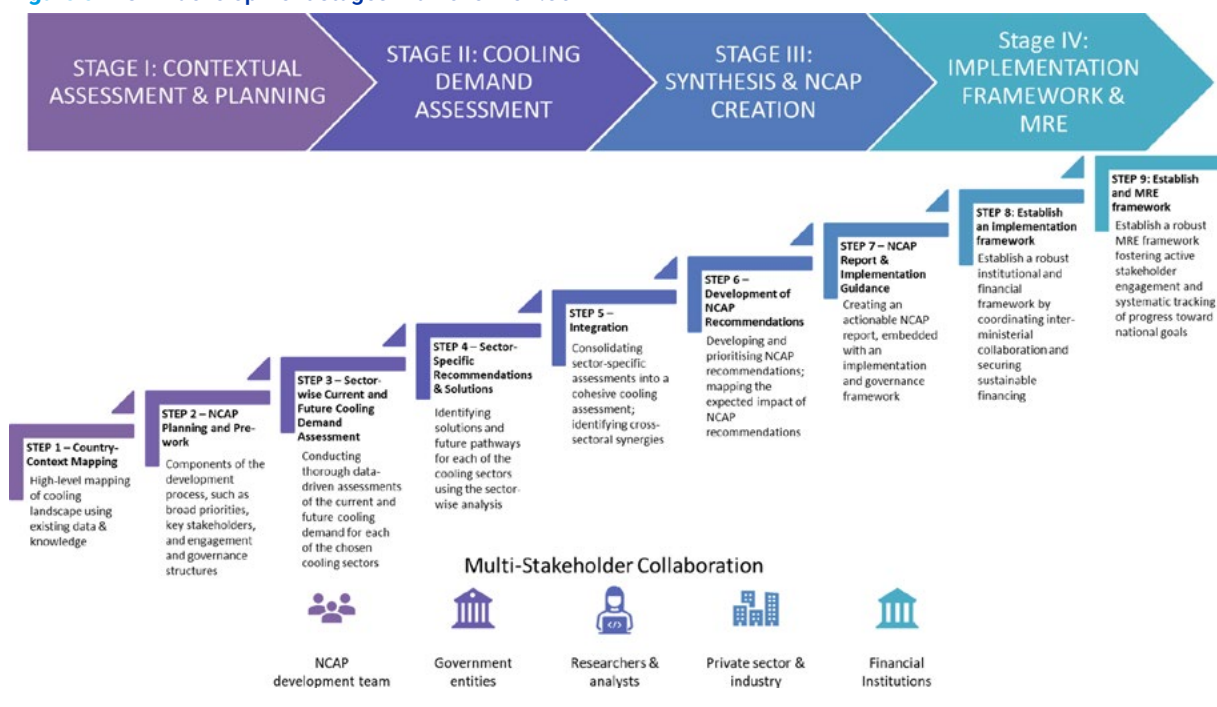 STAGE I: CONTEXTUAL
ASSESSMENT & PLANNING
STAGE II: COOLING
DEMAND
ASSESSMENT
STAGE III:
SYNTHESIS & NCAP
CREATION
Stage IV:
IMPLEMENTATION
FRAMEWORK &
MRE
STEP 1 – Country-
Context Mapping
High-level mapping
of cooling
landscape using
existing data &
knowledge
STEP 2 – NCAP
Planning and Pre-
work
Components of the
development
process, such as
broad priorities,
key stakeholders,
and engagement
and governance
structures
STEP 3 – Sector-
wise Current and
Future Cooling
Demand
Assessment
Conducting
thorough data-
driven assessments
of the current and
future cooling
demand for each
of the chosen
cooling sectors
STEP 4 – Sector-
Specific
Recommendations
& Solutions
Identifying
solutions and
future pathways
for each of the
cooling sectors
using the sector-
wise analysis
STEP 5 –
Integration
Consolidating
sector-specific
assessments into a
cohesive cooling
assessment;
identifying cross-
sectoral synergies
STEP 6 –
Development of
NCAP
Recommendations
Developing and
prioritising NCAP
recommendations;
mapping the
expected impact of
NCAP
recommendations
STEP 7 – NCAP
Report &
Implementation
Guidance
Creating an
actionable NCAP
report, embedded
with an
implementation
and governance
framework
STEP 8: Establish
an implementation
framework
Establish a robust
institutional and
financial
framework by
coordinating inter-
ministerial
collaboration and
securing
sustainable
financing
STEP 9: Establish
and MRE
framework
Establish a robust
MRE framework
fostering active
stakeholder
engagement and
systematic tracking
of progress toward
national goals
Multi-Stakeholder Collaboration
NCAP
development team
Government
entities
Researchers &
analysts
Private sector &
industry
Financial
Institutions